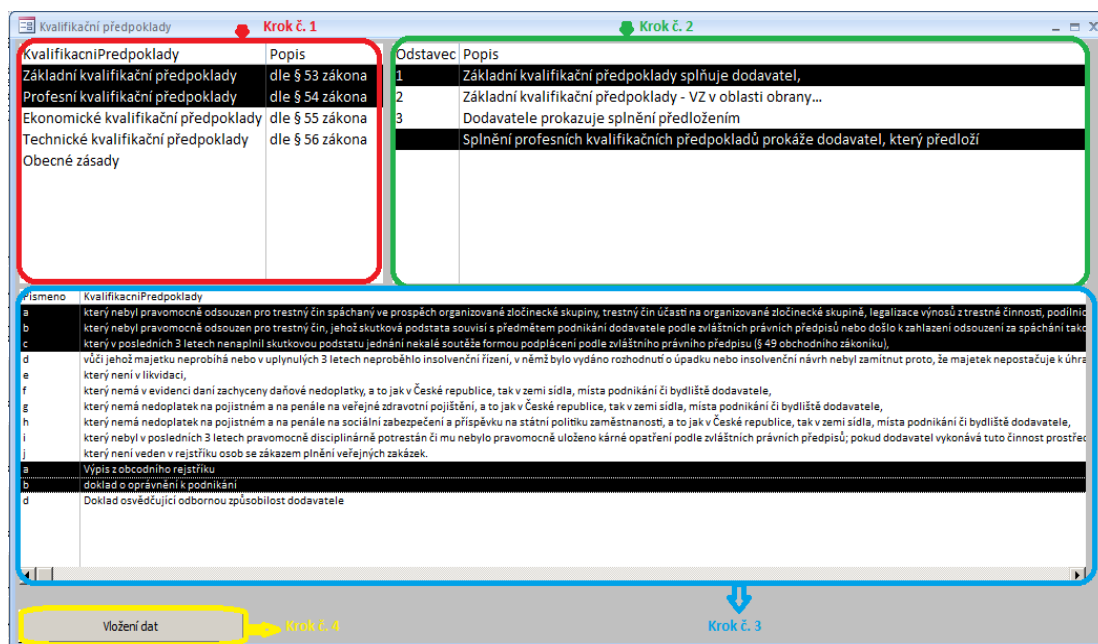 Kvalifikační předpoklady
Krok č. 1
Krok č. 2
KvalifikacniPredpoklady Popis
Základní kvalifikační předpoklady dle § 53 zákona
Profesní kvalifikační předpoklady dle § 54 zákona
Ekonomické kvalifikační předpoklady dle § 55 zákona
Technické kvalifikační předpoklady dle § 56 zákona
Obecné zásady
Odstavec Popis
1 Základní kvalifikační předpoklady splňuje dodavatel,
2 Základní kvalifikační předpoklady - VZ v oblasti obrany...
3 Dodavatele prokazuje splnění předložením
Splnění profesních kvalifikačních předpokladů prokáže dodavatel, který předloží
Pismeno KvalifikacniPredpoklady
a který nebyl pravomocně odsouzen pro trestný čin spáchaný ve prospěch organizované zločinecké skupiny, trestný čin účasti na organizované zločinecké skupině, legalizace výnosů z trestné činnosti, podílnic
b který nebyl pravomocně odsouzen pro trestný čin, jehož skutková podstata souvisí s předmětem podnikání dodavatele podle zvláštních právních předpisů nebo došlo k zahlazení odsouzení za spáchání tako
c který v posledních 3 letech nenaplnil skutkovou podstatu jednání nekalé soutěže formou podplácení podle zvláštního právního předpisu (§ 49 obchodního zákoníku),
d vůči jehož majetku neprobíhá nebo v uplynulých 3 letech neproběhlo insolvenční řízení, v němž bylo vydáno rozhodnutí o úpadku nebo insolvenční návrh nebyl zamítnut proto, že majetek nepostačuje k úhra
e který není v likvidaci,
f který nemá v evidenci daní zachyceny daňové nedoplatky, a to jak v České republice, tak v zemi sídla, místa podnikání či bydliště dodavatele,
g který nemá nedoplatek na pojistném a na penále na veřejné zdravotní pojištění, a to jak v České republice, tak v zemi sídla, místa podnikání či bydliště dodavatele,
h který nemá nedoplatek na pojistném a na penále na sociální zabezpečení a příspěvku na státní politiku zaměstnanosti, a to jak v České republice, tak v zemi sídla, místa podnikání či bydliště dodavatele,
i který nebyl v posledních 3 letech pravomocně disciplinárně potrestán či mu nebylo pravomocně uloženo kárné opatření podle zvláštních právních předpisů; pokud dodavatel vykonává tuto činnost prostřed
j který není veden v rejstříku osob se zákazem plnění veřejných zakázek.
a Výpis z obcodního rejstříku
b doklad o oprávnění k podnikání
d Doklad osvědčující odbornou způsobilost dodavatele
Vložení dat
Krok č. 4
Krok č. 3